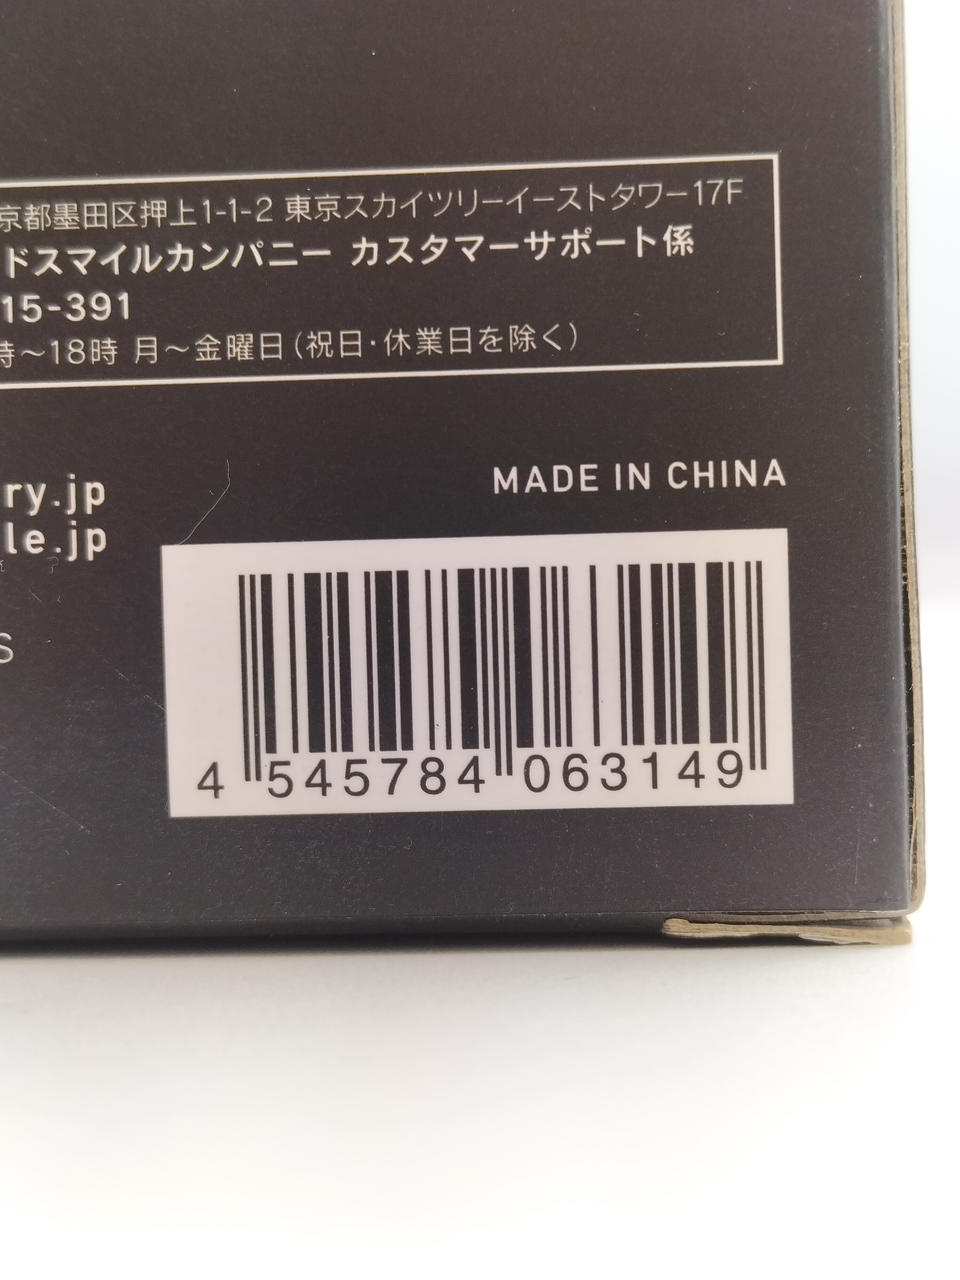 京都墨田区押上1-1-2 東京スカイツリーイーストタワー17F
ドスマイルカンパニー カスタマーサポート係
15-391
時～18時 月～金曜日（祝日・休業日を除く）
MADE IN CHINA
ry.jp
le.jp
S
4 545784 063149